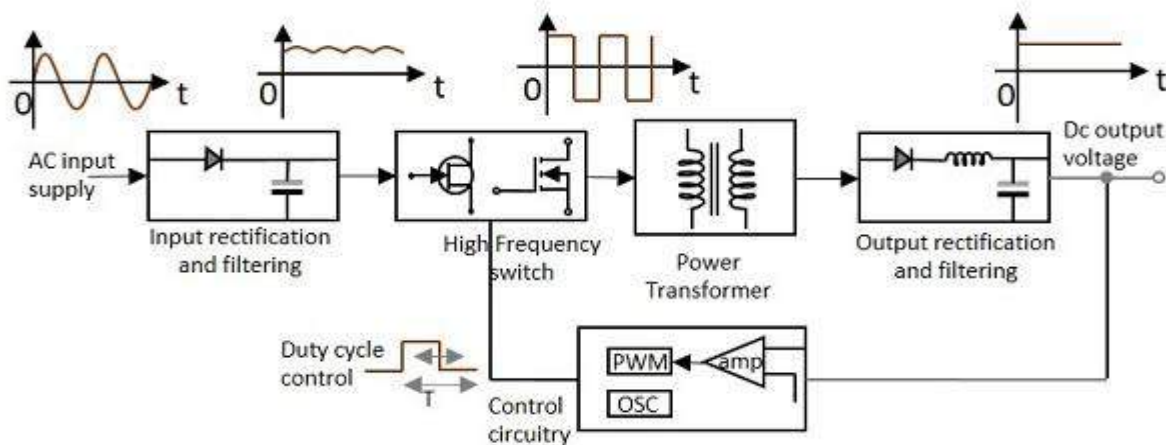 0
t
0
t
0
t
0
t
AC input
supply
Dc output
voltage
Input rectification
and filtering
High Frequency
switch
Power
Transformer
Output rectification
and filtering
Duty cycle
control
T
Control
circuitry
PWM
amp
OSC